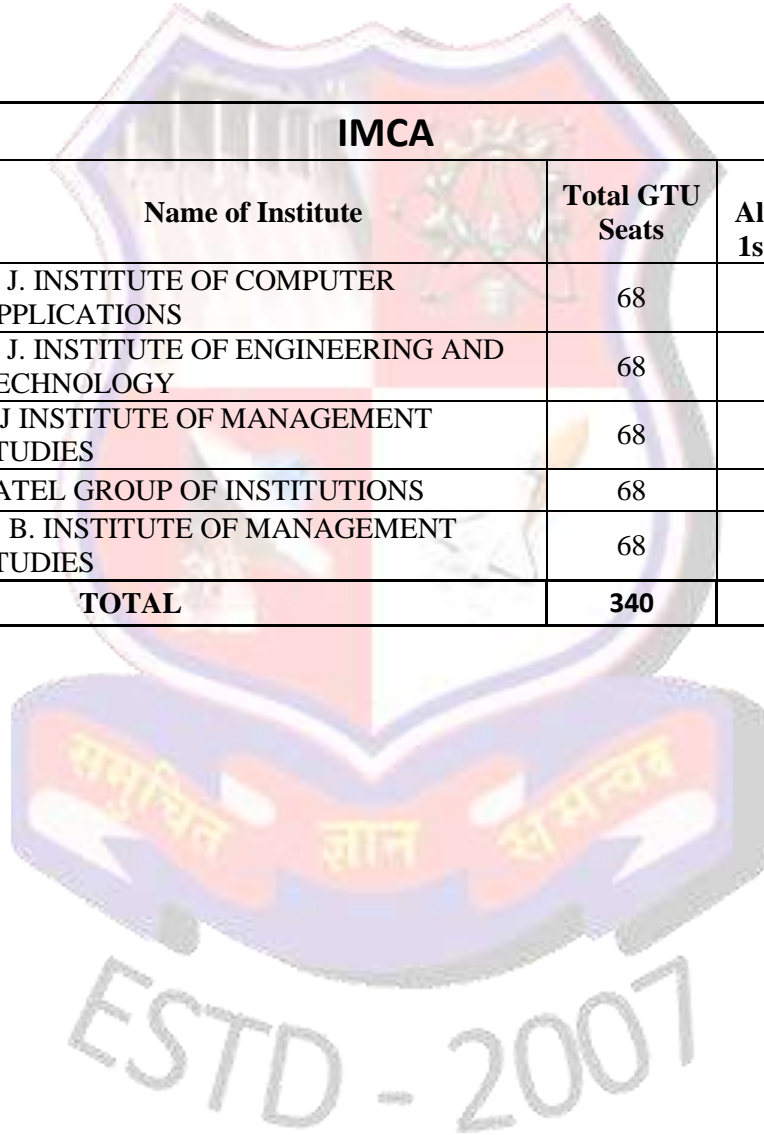 IMCA
Name of Institute
Total GTU
Seats
Al
1s
J. INSTITUTE OF COMPUTER
PPLICATIONS
68
J. INSTITUTE OF ENGINEERING AND
ECHNOLOGY
68
J INSTITUTE OF MANAGEMENT
TUDIES
68
ATEL GROUP OF INSTITUTIONS
68
B. INSTITUTE OF MANAGEMENT
TUDIES
68
TOTAL
340
समुचित ज्ञान समन्वय
ESTD - 2007